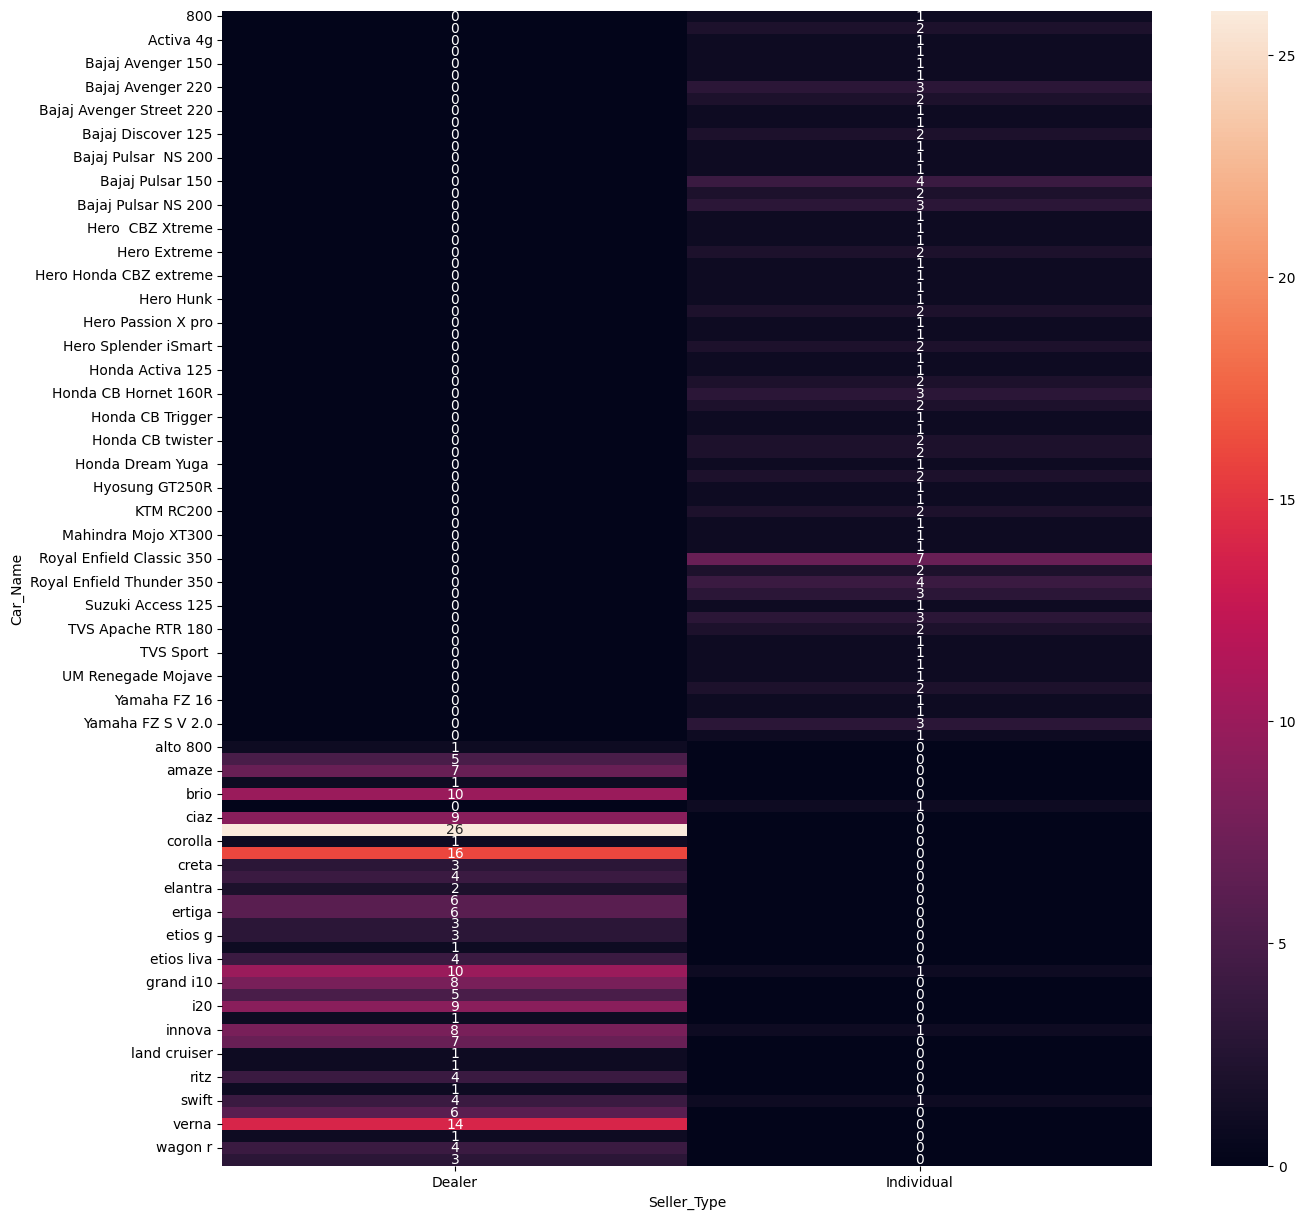 800 0 1
0 2
Activa 4g 0 1
0 1
Bajaj Avenger 150 0 1
0 1
Bajaj Avenger 220 0 3
0 2
Bajaj Avenger Street 220 0 1
0 1
Bajaj Discover 125 0 2
0 1
Bajaj Pulsar  NS 200 0 1
0 1
Bajaj Pulsar 150 0 4
0 2
Bajaj Pulsar NS 200 0 3
0 1
Hero  CBZ Xtreme 0 1
0 1
Hero Extreme 0 2
0 1
Hero Honda CBZ extreme 0 1
0 1
Hero Hunk 0 1
0 2
Hero Passion X pro 0 1
0 1
Hero Splender iSmart 0 2
0 1
Honda Activa 125 0 1
0 2
Honda CB Hornet 160R 0 3
0 2
Honda CB Trigger 0 1
0 1
Honda CB twister 0 2
0 2
Honda Dream Yuga 0 1
0 2
Hyosung GT250R 0 1
0 1
KTM RC200 0 2
0 1
Mahindra Mojo XT300 0 1
0 1
Royal Enfield Classic 350 0 7
0 2
Royal Enfield Thunder 350 0 4
0 3
Suzuki Access 125 0 1
0 3
TVS Apache RTR 180 0 2
0 1
TVS Sport 0 1
0 1
UM Renegade Mojave 0 1
0 2
Yamaha FZ 16 0 1
0 1
Yamaha FZ S V 2.0 0 3
0 1
alto 800 1 0
5 0
amaze 7 0
1 0
brio 10 0
0 1
ciaz 9 0
26 0
corolla 1 0
16 0
creta 3 0
4 0
elantra 2 0
6 0
ertiga 6 0
3 0
etios g 3 0
1 0
etios liva 4 0
10 1
grand i10 8 0
5 0
i20 9 0
1 0
innova 8 1
7 0
land cruiser 1 0
1 0
ritz 4 0
1 0
swift 4 1
6 0
verna 14 0
1 0
wagon r 4 0
3 0
Dealer Individual
Seller_Type
Car_Name
25
20
15
10
5
0